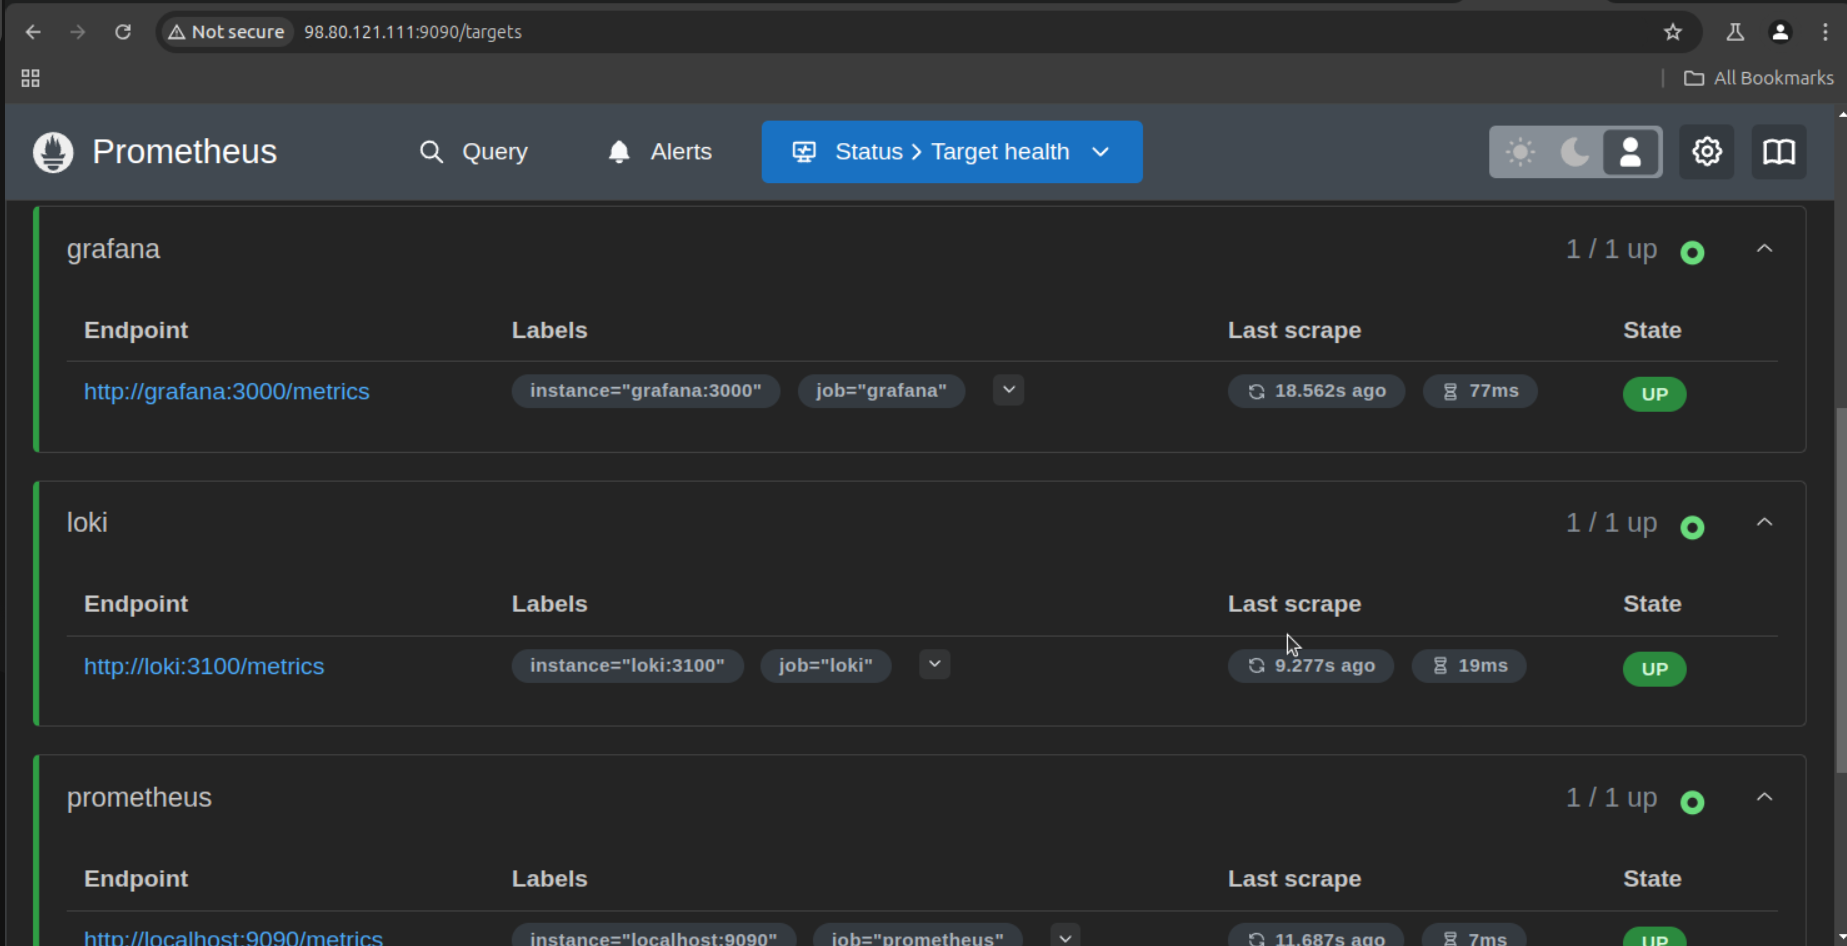 Not secure 98.80.121.111:9090/targets
All Bookmarks
Prometheus Query Alerts Status > Target health
grafana 1 / 1 up
Endpoint Labels Last scrape State
http://grafana:3000/metrics instance="grafana:3000" job="grafana" 18.562s ago 77ms UP
loki 1 / 1 up
Endpoint Labels Last scrape State
http://loki:3100/metrics instance="loki:3100" job="loki" 9.277s ago 19ms UP
prometheus 1 / 1 up
Endpoint Labels Last scrape State
http://localhost:9090/metrics instance="localhost:9090" job="prometheus" 11.687s ago 7ms UP